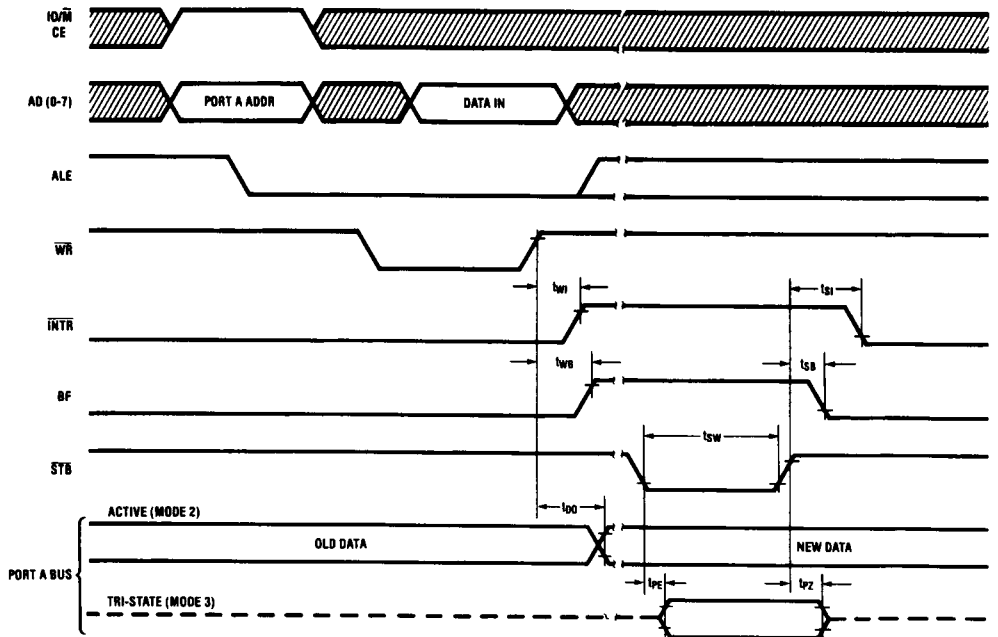 IO/M̅
CE
AD (0-7)
PORT A ADDR
DATA IN
ALE
W̅R̅
tWI
tSI
I̅N̅T̅R̅
tWB
tSB
BF
tSW
S̅T̅B̅
tDO
ACTIVE (MODE 2)
OLD DATA
NEW DATA
PORT A BUS
tPE
tPZ
TRI-STATE (MODE 3)